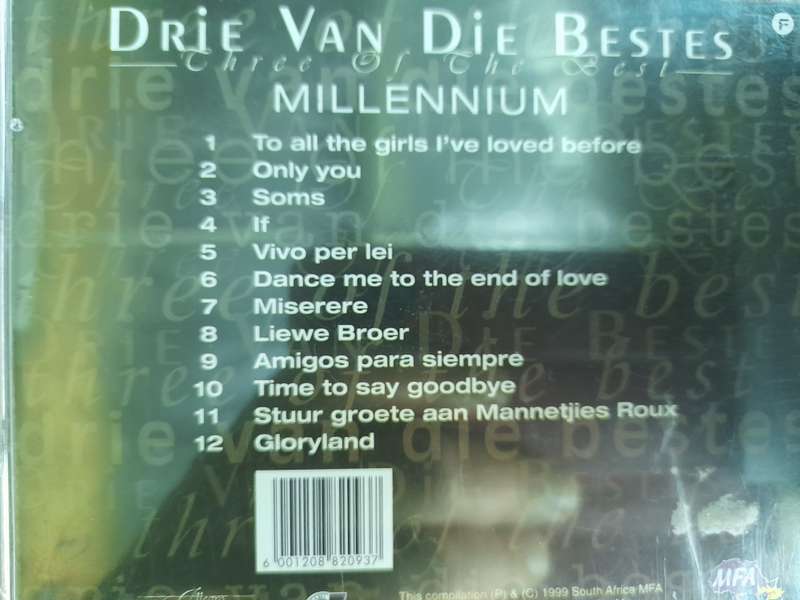 DRIE VAN DIE BESTES
Three Of The Best
MILLENNIUM
1 To all the girls I've loved before
2 Only you
3 Soms
4 If
5 Vivo per lei
6 Dance me to the end of love
7 Miserere
8 Liewe Broer
9 Amigos para siempre
10 Time to say goodbye
11 Stuur groete aan Mannetjies Roux
12 Gloryland
6 001208 820937
This compilation (P) & (C) 1999 South Africa MFA
MFA